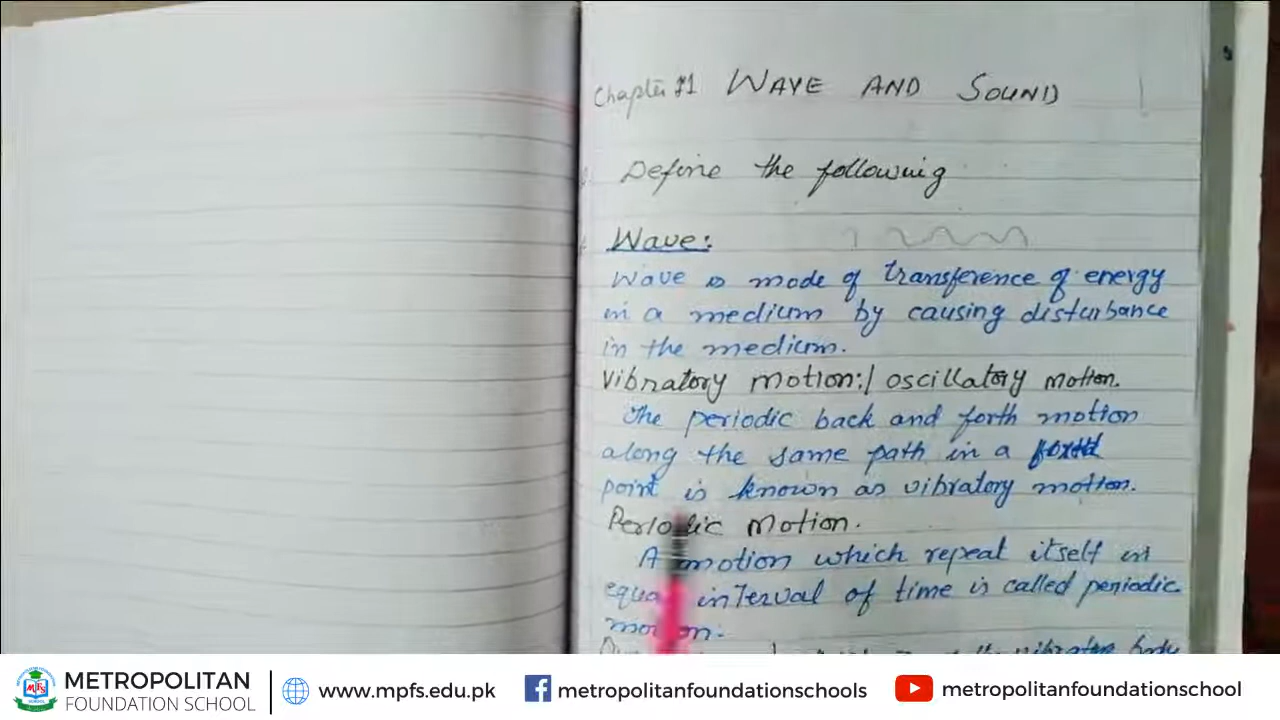 Chapter #1 WAVE AND SOUND
Define the following
Wave:
Wave is mode of transference of energy
in a medium by causing disturbance
in the medium.
Vibratory motion:/ oscillatory motion.
The periodic back and forth motion
along the same path in a
point is known as vibratory motion.
Periodic Motion.
A motion which repeat itself in
equal interval of time is called periodic
motion.
body
METROPOLITAN
FOUNDATION SCHOOL
www.mpfs.edu.pk
metropolitanfoundationschools
metropolitanfoundationschool